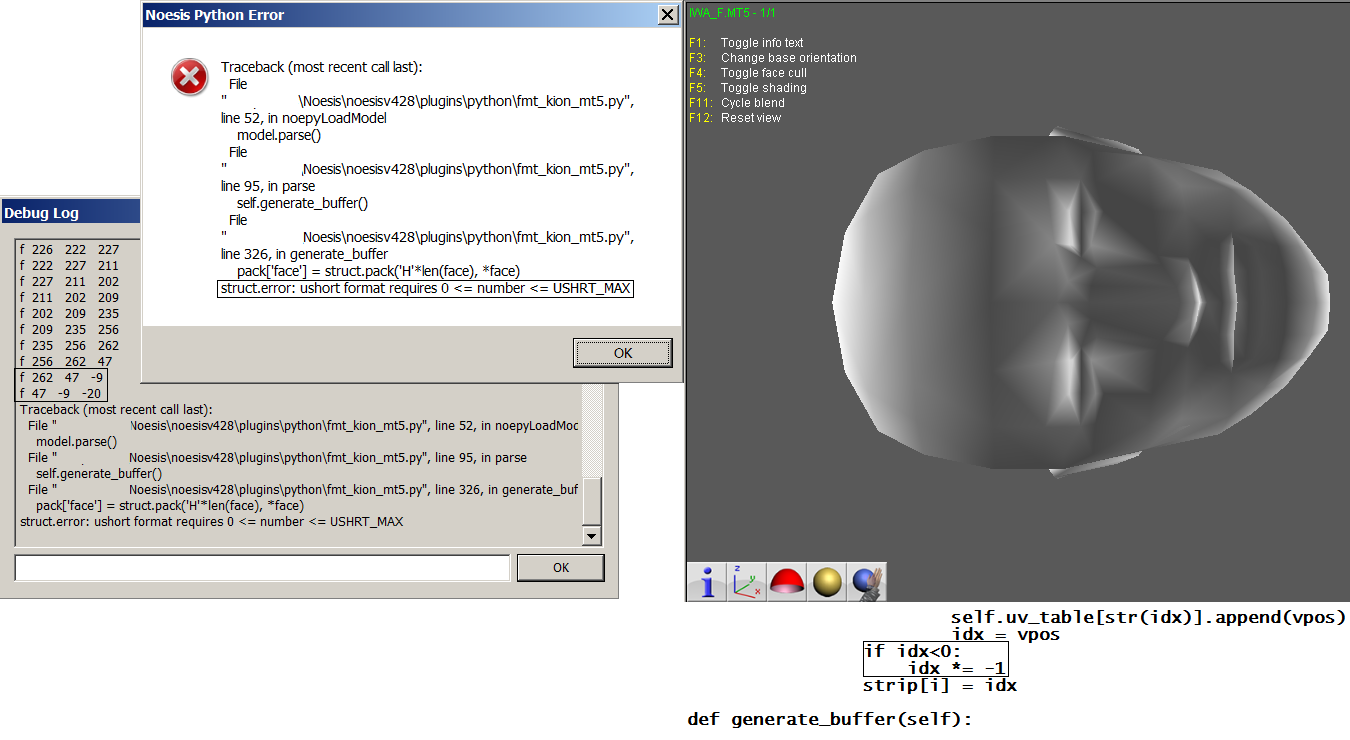 Noesis Python Error
Traceback (most recent call last):
File
" \Noesis\noesisv428\plugins\python\fmt_kion_mt5.py",
line 52, in noepyLoadModel
model.parse()
File
" \Noesis\noesisv428\plugins\python\fmt_kion_mt5.py",
line 95, in parse
self.generate_buffer()
File
" Noesis\noesisv428\plugins\python\fmt_kion_mt5.py",
line 326, in generate_buffer
pack['face'] = struct.pack('H'*len(face), *face)
struct.error: ushort format requires 0 <= number <= USHRT_MAX
OK
Debug Log
f 226 222 227
f 222 227 211
f 227 211 202
f 211 202 209
f 202 209 235
f 209 235 256
f 235 256 262
f 256 262 47
f 262 47 -9
f 47 -9 -20
Traceback (most recent call last):
File " Noesis\noesisv428\plugins\python\fmt_kion_mt5.py", line 52, in noepyLoadMod
model.parse()
File " Noesis\noesisv428\plugins\python\fmt_kion_mt5.py", line 95, in parse
self.generate_buffer()
File " Noesis\noesisv428\plugins\python\fmt_kion_mt5.py", line 326, in generate_buf
pack['face'] = struct.pack('H'*len(face), *face)
struct.error: ushort format requires 0 <= number <= USHRT_MAX
OK
IWA_F.MT5 - 1/1
F1: Toggle info text
F3: Change base orientation
F4: Toggle face cull
F5: Toggle shading
F11: Cycle blend
F12: Reset view
z
y
x
self.uv_table[str(idx)].append(vpos)
idx = vpos
if idx<0:
idx *= -1
strip[i] = idx
def generate_buffer(self):